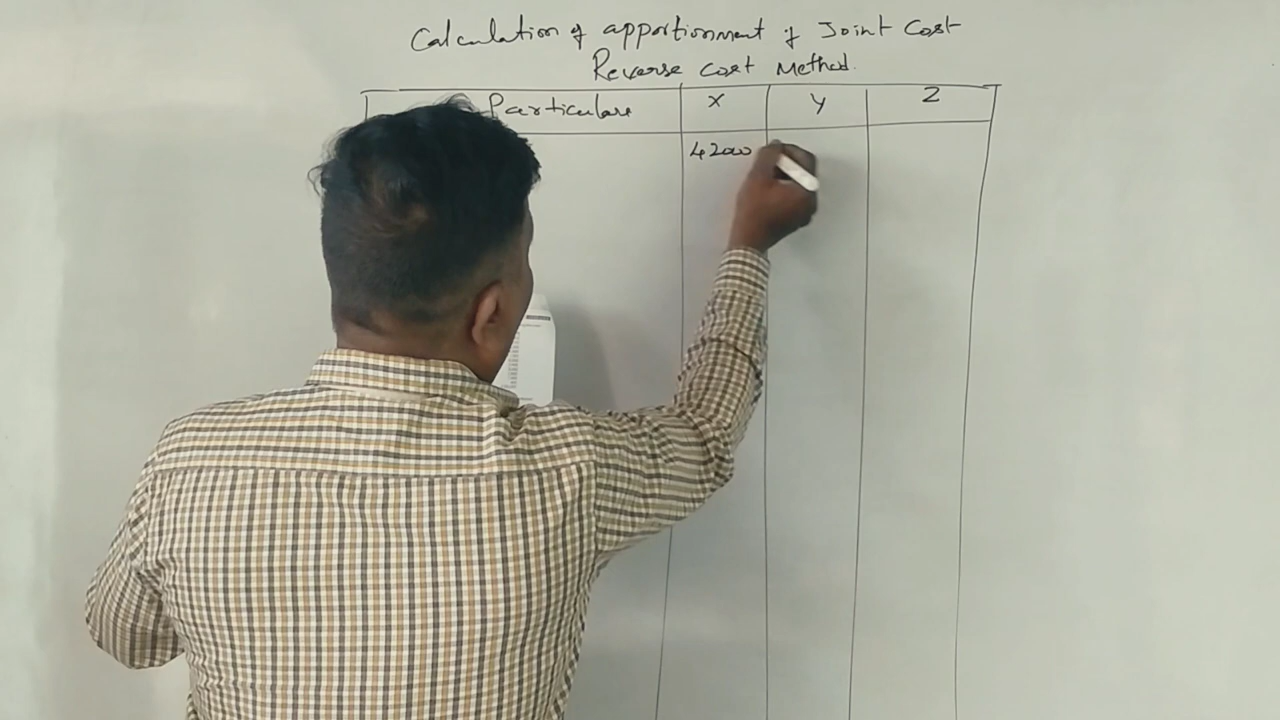 Calculation of apportionment of Joint Cost
Reverse Cost Method.
Particulars X Y Z
42000